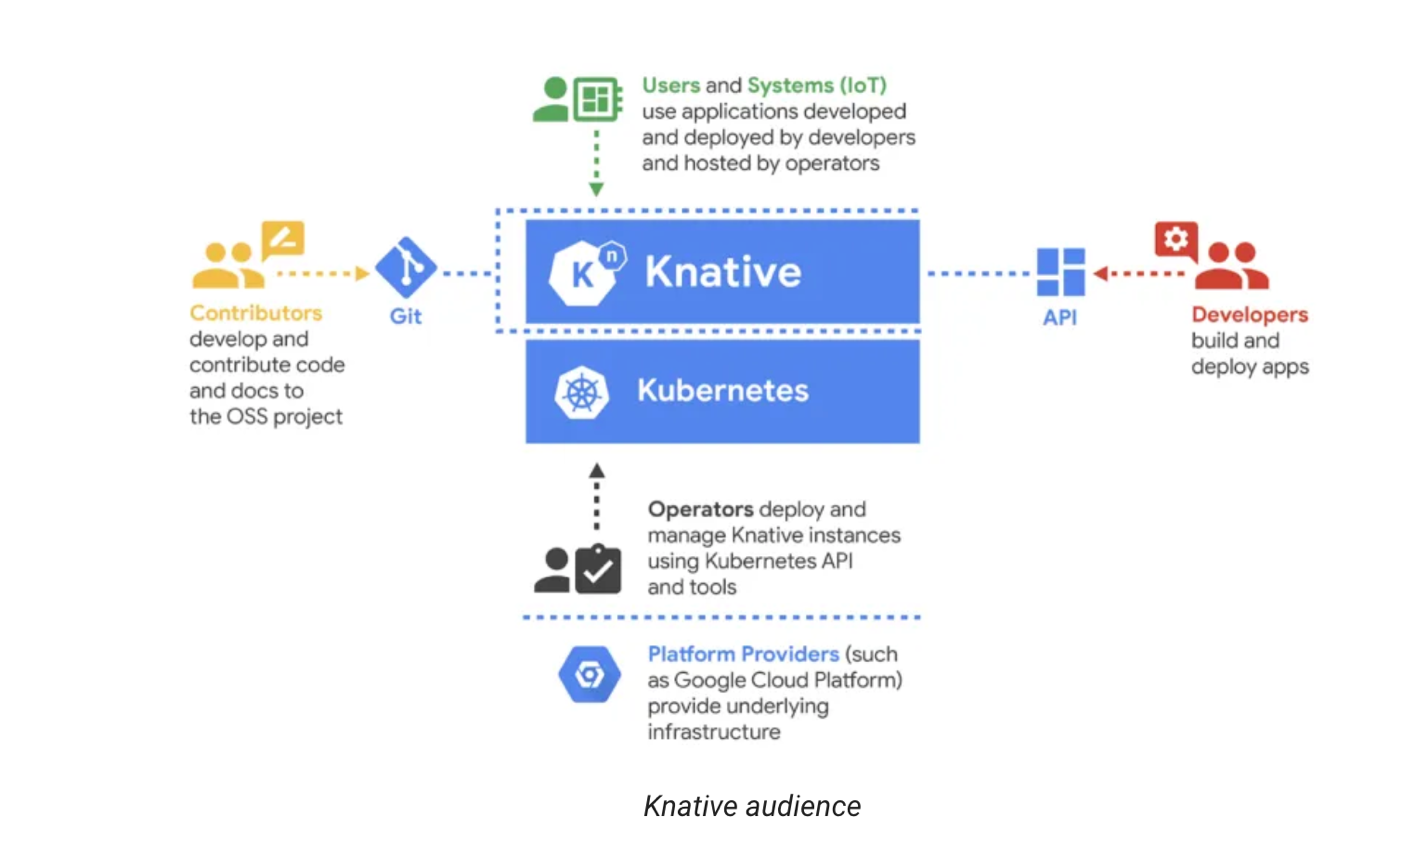 Users and Systems (IoT)
use applications developed
and deployed by developers
and hosted by operators
K n Knative
Git
Contributors
develop and
contribute code
and docs to
the OSS project
API
Developers
build and
deploy apps
Kubernetes
Operators deploy and
manage Knative instances
using Kubernetes API
and tools
Platform Providers (such
as Google Cloud Platform)
provide underlying
infrastructure
Knative audience